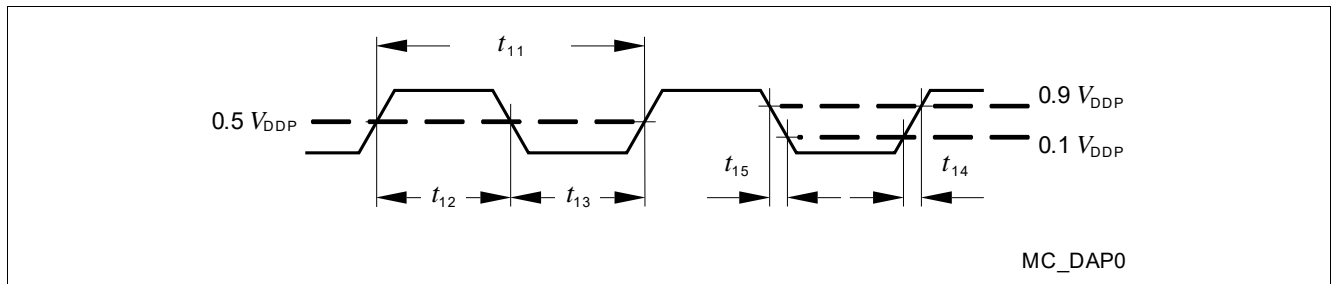 t11
0.9 VDDP
0.5 VDDP
0.1 VDDP
t15
t14
t12
t13
MC_DAP0